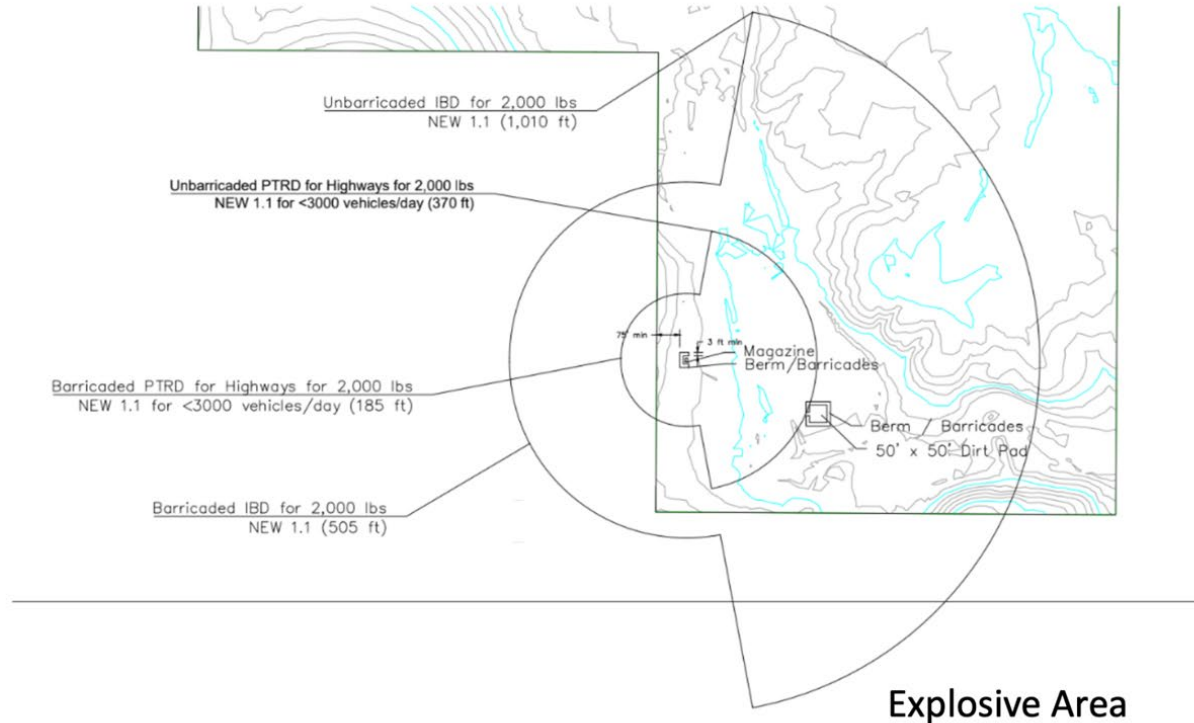 Unbarricaded IBD for 2,000 lbs
NEW 1.1 (1,010 ft)
Unbarricaded PTRD for Highways for 2,000 lbs
NEW 1.1 for <3000 vehicles/day (370 ft)
75' min
3 ft min
Magazine
Berm/Barricades
Barricaded PTRD for Highways for 2,000 lbs
NEW 1.1 for <3000 vehicles/day (185 ft)
Berm / Barricades
50' x 50' Dirt Pad
Barricaded IBD for 2,000 lbs
NEW 1.1 (505 ft)
Explosive Area